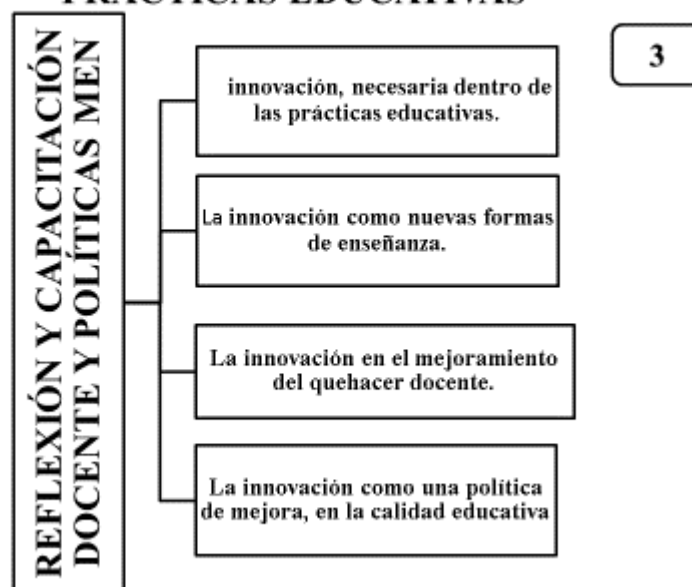 PRÁCTICAS EDUCATIVAS
3
REFLEXIÓN Y CAPACITACIÓN
DOCENTE Y POLÍTICAS MEN
innovación, necesaria dentro de
las prácticas educativas.
La innovación como nuevas formas
de enseñanza.
La innovación en el mejoramiento
del quehacer docente.
La innovación como una política
de mejora, en la calidad educativa